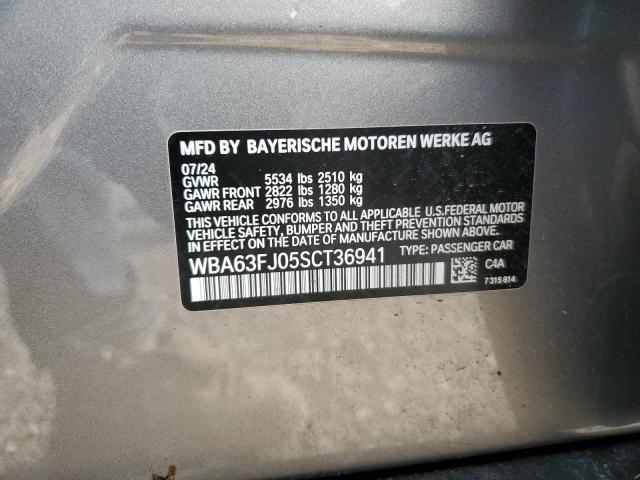 MFD BY BAYERISCHE MOTOREN WERKE AG
07/24
GVWR 5534 lbs 2510 kg
GAWR FRONT 2822 lbs 1280 kg
GAWR REAR 2976 lbs 1350 kg
THIS VEHICLE CONFORMS TO ALL APPLICABLE U.S.FEDERAL MOTOR
VEHICLE SAFETY, BUMPER AND THEFT PREVENTION STANDARDS
IN EFFECT ON THE DATE OF MANUFACTURE SHOWN ABOVE.
WBA63FJ05SCT36941 TYPE: PASSENGER CAR
C4A
7 315 814